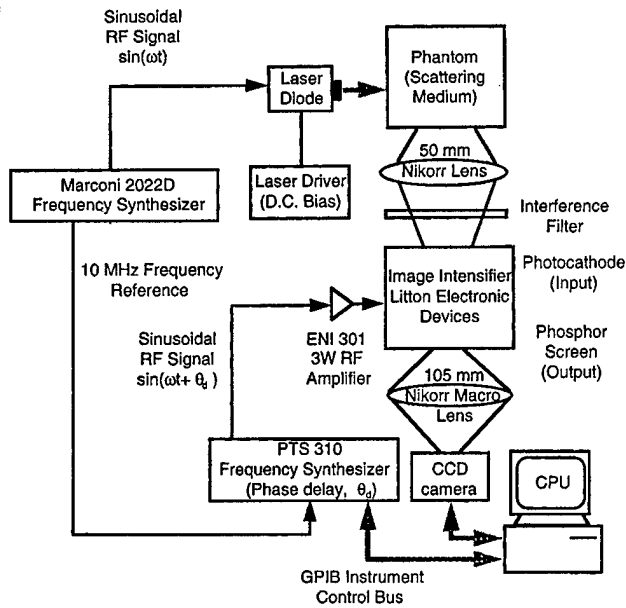 Sinusoidal
RF Signal
sin(ωt)
Laser
Diode
Phantom
(Scattering
Medium)
50 mm
Nikorr Lens
Marconi 2022D
Frequency Synthesizer
Laser Driver
(D.C. Bias)
Interference
Filter
10 MHz Frequency
Reference
Image Intensifier
Litton Electronic
Devices
Photocathode
(Input)
Sinusoidal
RF Signal
sin(ωt+ θd )
ENI 301
3W RF
Amplifier
Phosphor
Screen
(Output)
105 mm
Nikorr Macro
Lens
PTS 310
Frequency Synthesizer
(Phase delay, θd)
CCD
camera
CPU
GPIB Instrument
Control Bus